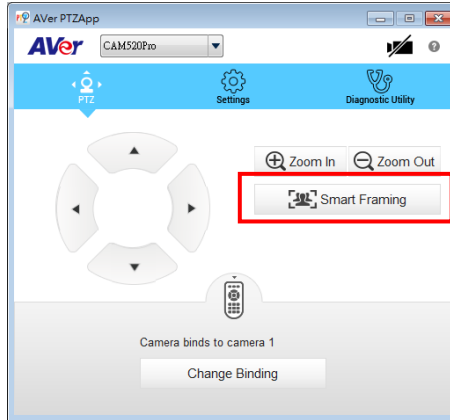 AVer PTZApp
AVer CAM520Pro
PTZ Settings Diagnostic Utility
Zoom In Zoom Out
Smart Framing
Camera binds to camera 1
Change Binding